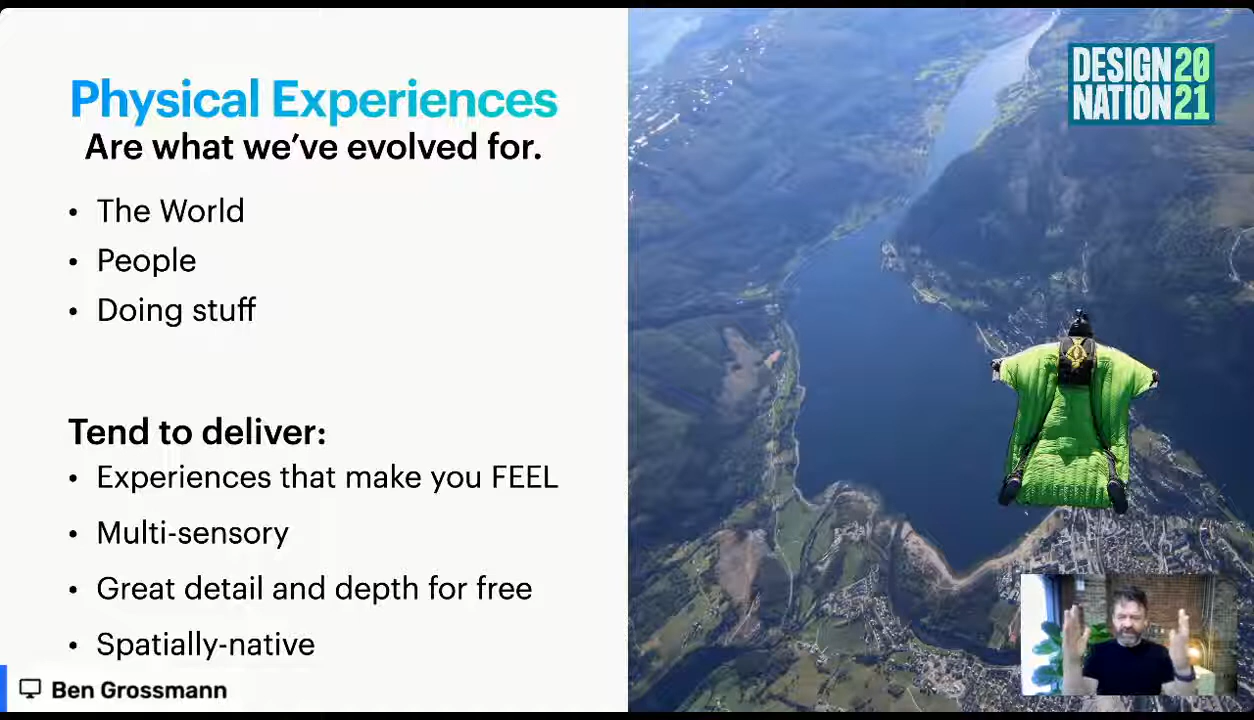 Physical Experiences
Are what we've evolved for.
• The World
• People
• Doing stuff
Tend to deliver:
• Experiences that make you FEEL
• Multi-sensory
• Great detail and depth for free
• Spatially-native
Ben Grossmann
DESIGN 20
NATION 21